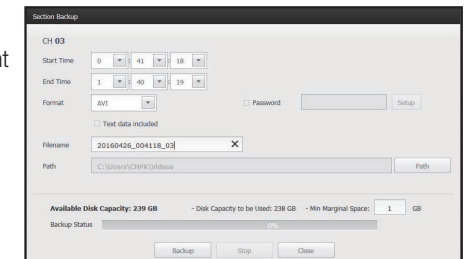 Section Backup
CH 03
Start Time 0 : 41 : 18
End Time 1 : 40 : 19
Format AVI Password Setup
Text data included
Filename 20160426_004118_03 X
Path C:\Users\CNPK\Videos Path
Available Disk Capacity: 239 GB - Disk Capacity to be Used: 238 GB - Min Marginal Space: 1 GB
Backup Status 0%
Backup Stop Close